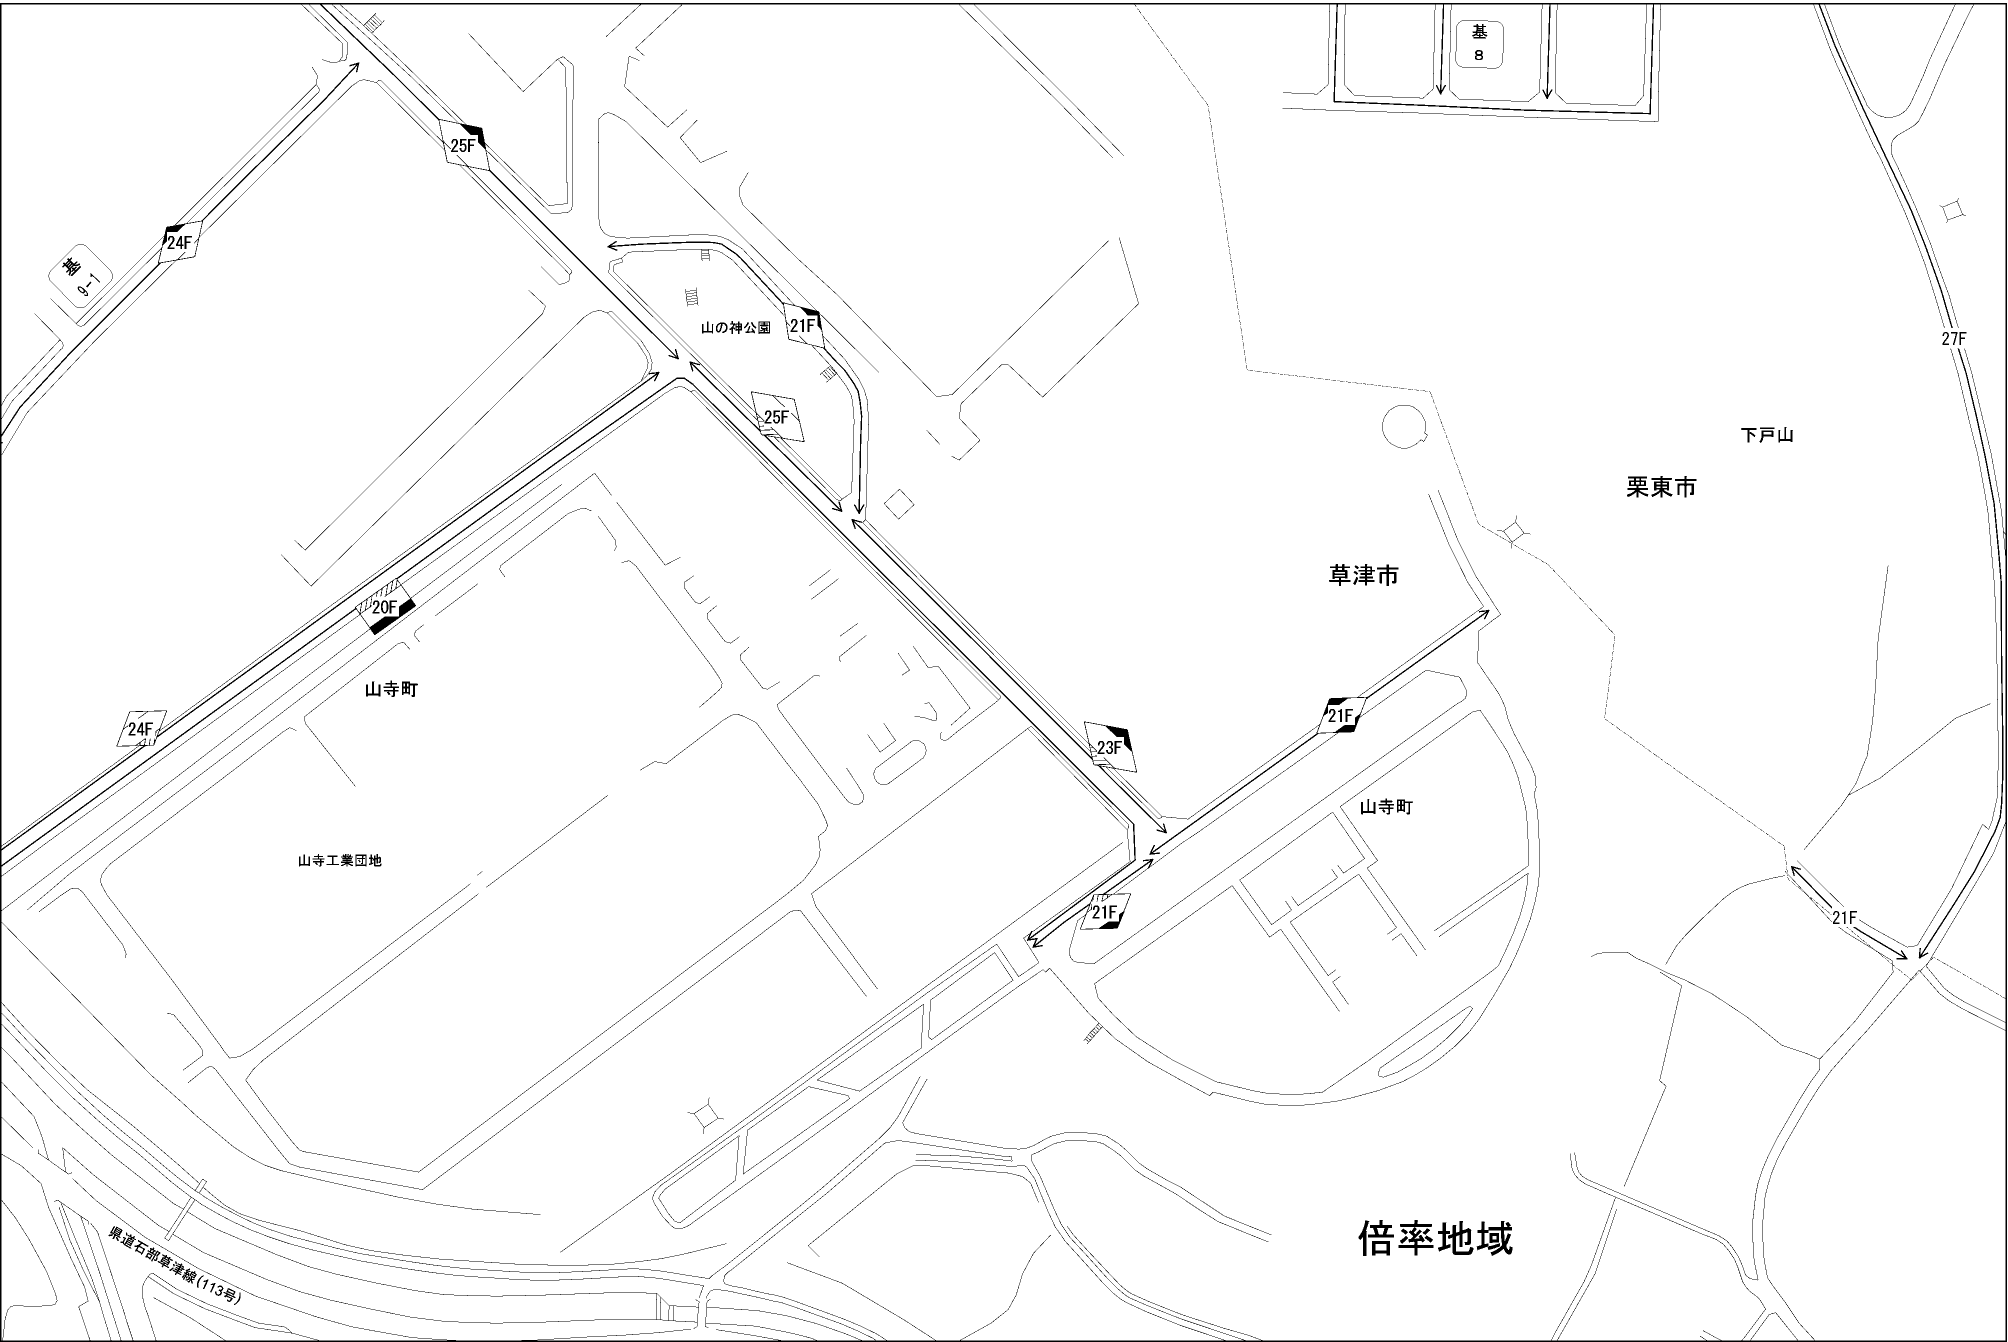 基
8
25F
24F
基
9-1
山の神公園
21F
27F
25F
下戸山
栗東市
草津市
20F
山寺町
24F
21F
23F
山寺町
山寺工業団地
21F
21F
倍率地域
県道石部草津線(113号)